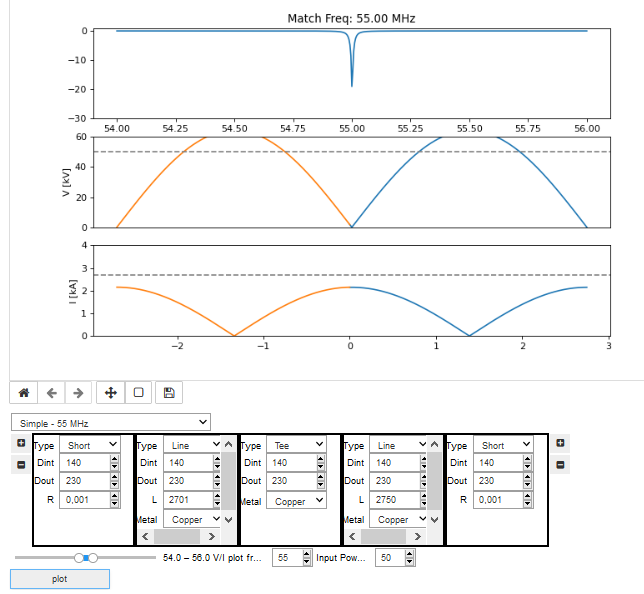 Match Freq: 55.00 MHz
0
−10
−20
−30
54.00 54.25 54.50 54.75 55.00 55.25 55.50 55.75 56.00
60
40
20
0
V [kV]
4
3
2
1
0
I [kA]
−2 −1 0 1 2 3
Simple - 55 MHz
Type Short Type Line Type Tee Type Line Type Short
Dint 140 Dint 140 Dint 140 Dint 140 Dint 140
Dout 230 Dout 230 Dout 230 Dout 230 Dout 230
R 0,001 L 2701 Metal Copper L 2750 R 0,001
Metal Copper Metal Copper
54.0 – 56.0 V/I plot fr... 55 Input Pow... 50
plot